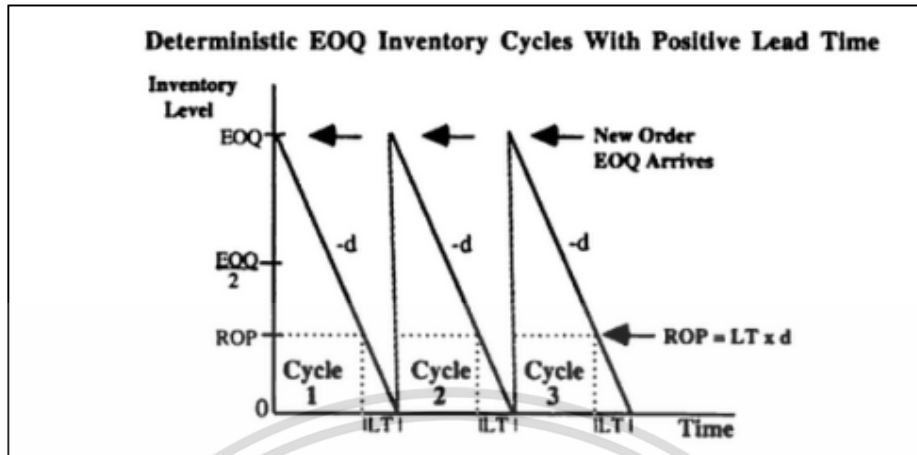 Deterministic EOQ Inventory Cycles With Positive Lead Time
Inventory
Level
EOQ
New Order
EOQ Arrives
-d
-d
-d
EOQ
2
ROP
ROP = LT x d
Cycle
1
Cycle
2
Cycle
3
0
LT
LT
LT
Time